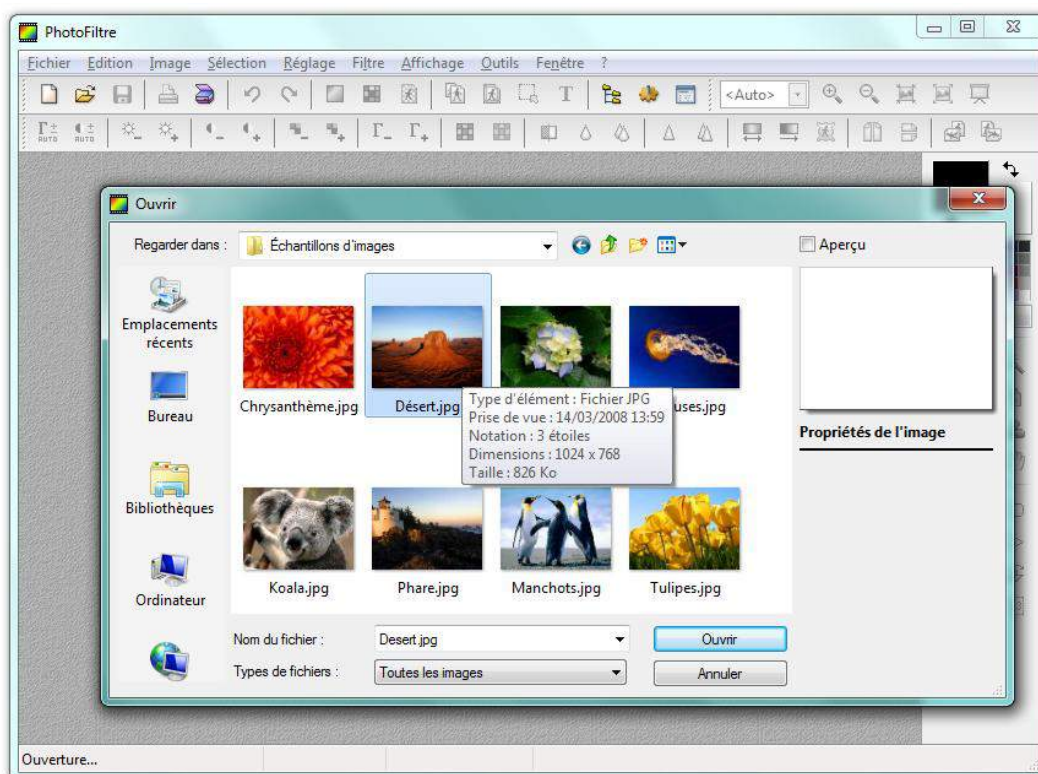 PhotoFiltre
Fichier Edition Image Sélection Réglage Filtre Affichage Outils Fenêtre ?
T <Auto>
AUTO AUTO
Ouvrir
Regarder dans : Échantillons d'images Aperçu
Emplacements
récents
Bureau
Bibliothèques
Ordinateur
Chrysanthème.jpg Désert.jpg uses.jpg
Type d'élément : Fichier JPG
Prise de vue : 14/03/2008 13:59
Notation : 3 étoiles
Dimensions : 1024 x 768
Taille : 826 Ko
Koala.jpg Phare.jpg Manchots.jpg Tulipes.jpg
Propriétés de l'image
Nom du fichier : Desert.jpg Ouvrir
Types de fichiers : Toutes les images Annuler
Ouverture...